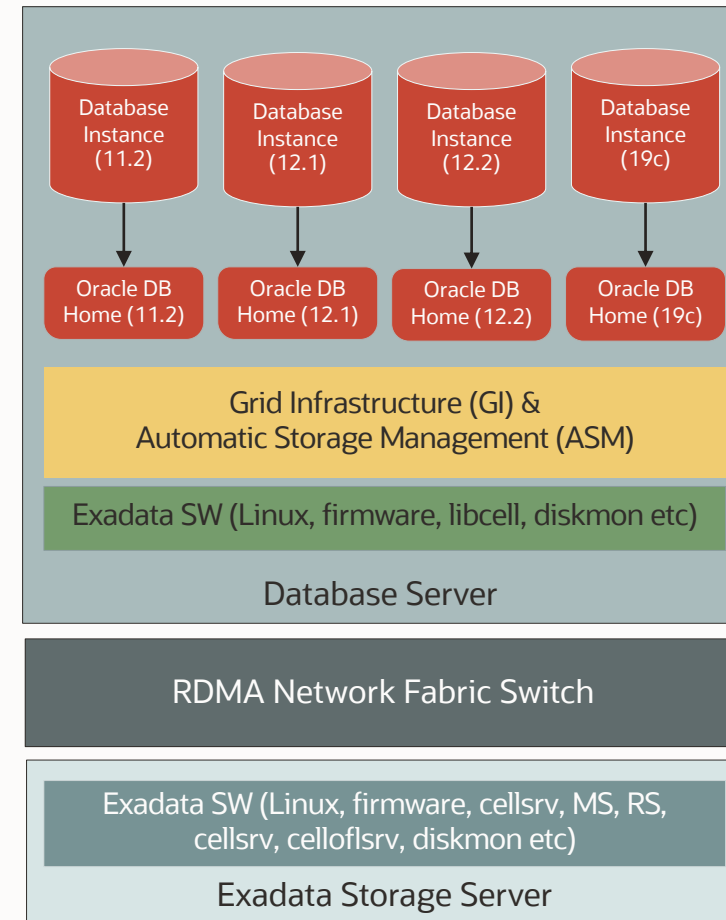 Database
Instance
(11.2)
Database
Instance
(12.1)
Database
Instance
(12.2)
Database
Instance
(19c)
Oracle DB
Home (11.2)
Oracle DB
Home (12.1)
Oracle DB
Home (12.2)
Oracle DB
Home (19c)
Grid Infrastructure (GI) &
Automatic Storage Management (ASM)
Exadata SW (Linux, firmware, libcell, diskmon etc)
Database Server
RDMA Network Fabric Switch
Exadata SW (Linux, firmware, cellsrv, MS, RS,
cellsrv, celloflsrv, diskmon etc)
Exadata Storage Server